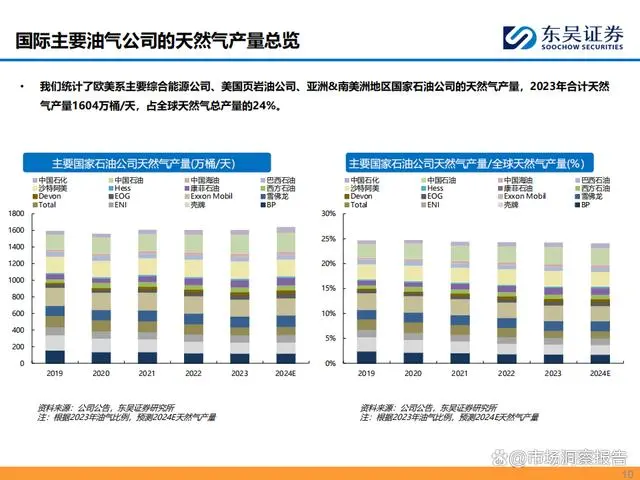 国际主要油气公司的天然气产量总览
东吴证券
SOOCHOW SECURITIES
• 我们统计了欧美系主要综合能源公司、美国页岩油公司、亚洲&南美洲地区国家石油公司的天然气产量，2023年合计天然
气产量1604万桶/天，占全球天然气总产量的24%。
主要国家石油公司天然气产量(万桶/天）
中国石化 中国石油 中国海油 巴西石油
沙特阿美 Hess 康菲石油 西方石油
Devon EOG Exxon Mobil 雪佛龙
Total ENI 壳牌 BP
1800
1600
1400
1200
1000
800
600
400
200
0
2019 2020 2021 2022 2023 2024E
主要国家石油公司天然气产量/全球天然气产量(%）
中国石化 中国石油 中国海油 巴西石油
沙特阿美 Hess 康菲石油 西方石油
Devon EOG Exxon Mobil 雪佛龙
Total ENI 壳牌 BP
30%
25%
20%
15%
10%
5%
0%
2019 2020 2021 2022 2023 2024E
资料来源：公司公告，东吴证券研究所
注：根据2023年油气比例，预测2024E天然气产量
资料来源：公司公告，东吴证券研究所
注：根据2023年油气比例，预测2024E天然气产量
@市场洞察报告
10